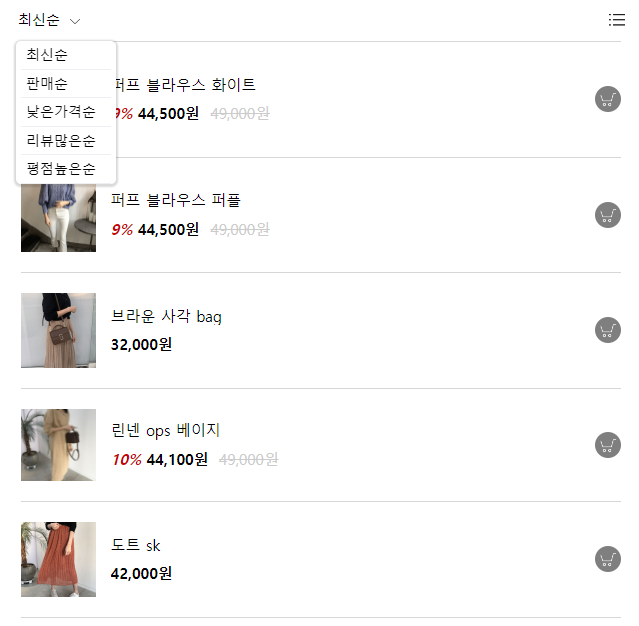 최신순
최신순
판매순
낮은가격순
리뷰많은순
평점높은순
퍼프 블라우스 화이트
9% 44,500원 49,000원
퍼프 블라우스 퍼플
9% 44,500원 49,000원
브라운 사각 bag
32,000원
린넨 ops 베이지
10% 44,100원 49,000원
도트 sk
42,000원